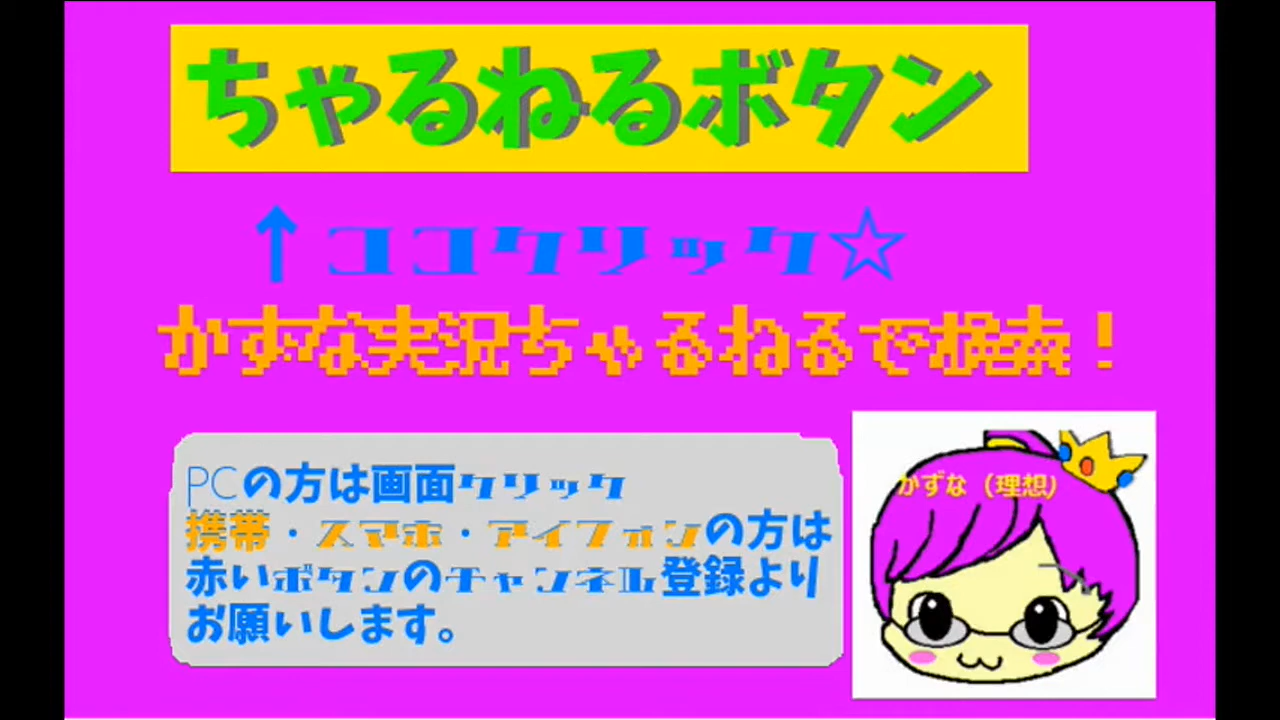 ちゃるねるボタン
↑ココクリック☆
かずな実況ちゃるねるで検索！
PCの方は画面クリック
携帯・スマホ・アイフォンの方は
赤いボタンのチャンネル登録より
お願いします。
かずな（理想）